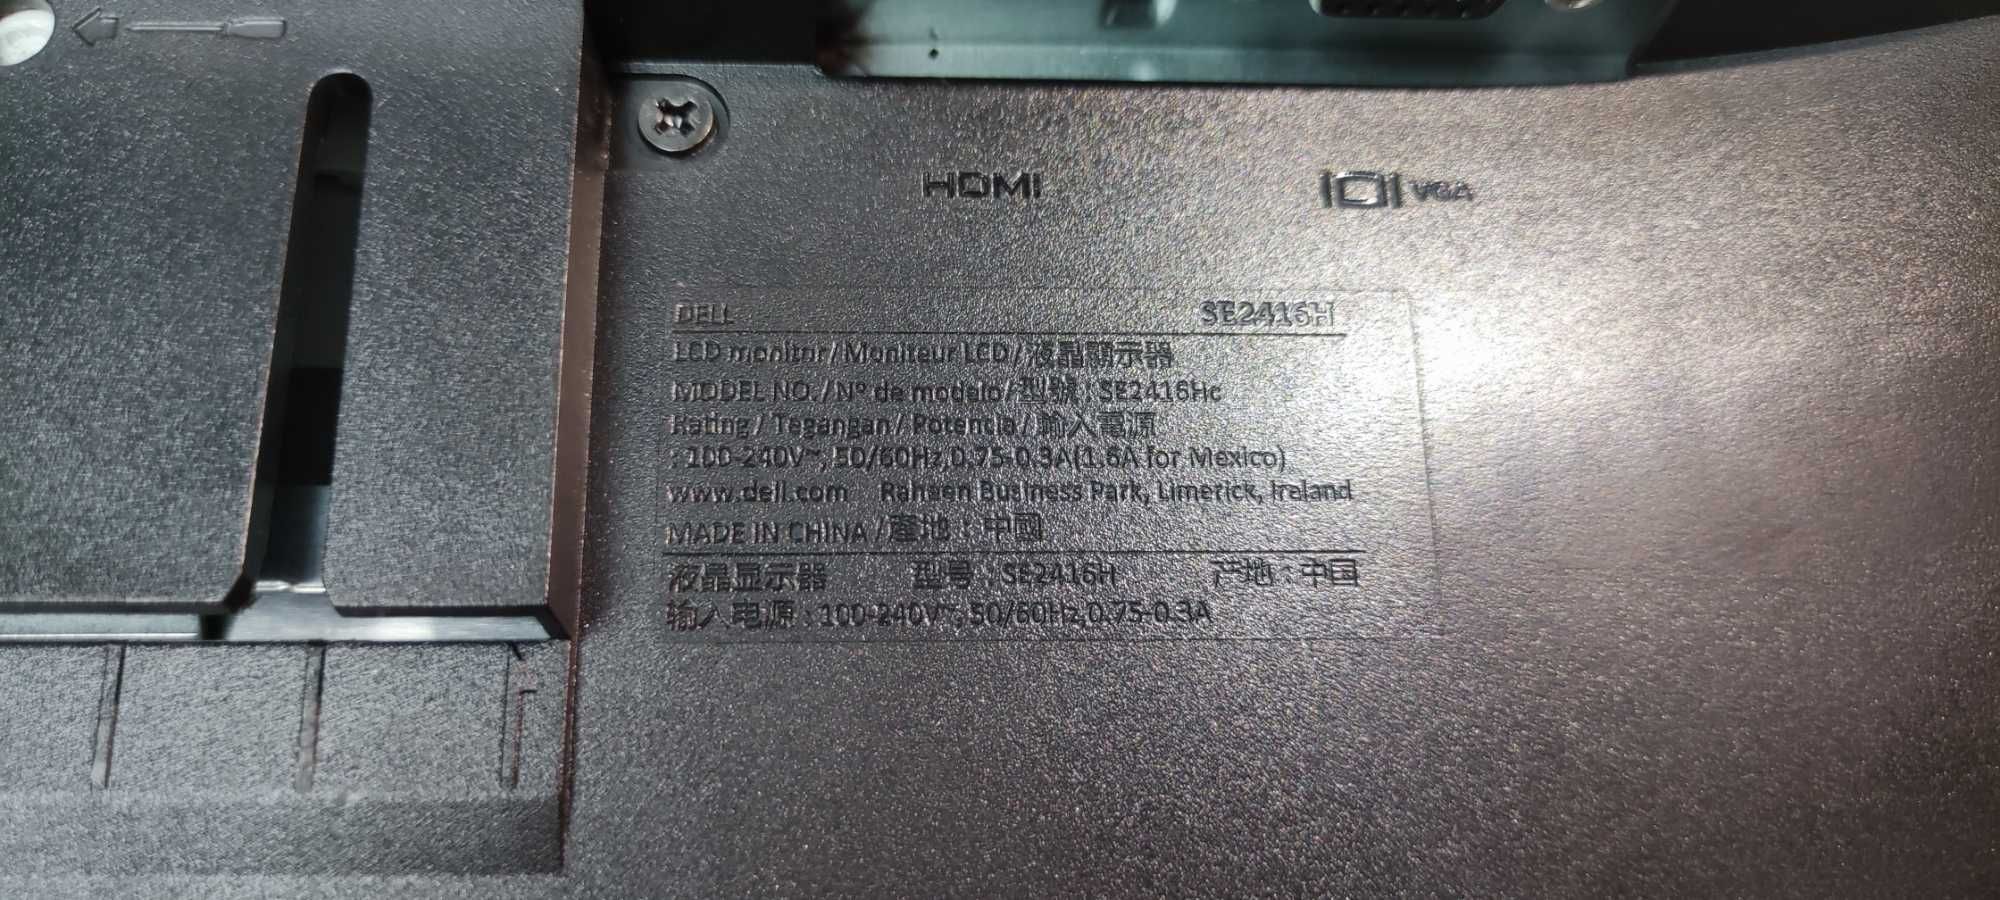 HDMI
VGA
DELL SE2416H
LCD monitor / Moniteur LCD / 液晶顯示器
MODEL NO. / Nº de modelo / 型號 : SE2416Hc
Rating / Tegangan / Potencia / 輸入電源
: 100-240V~, 50/60Hz,0.75-0.3A(1.6A for Mexico)
www.dell.com Raheen Business Park, Limerick, Ireland
MADE IN CHINA / 產地 : 中國
液晶显示器 型号 : SE2416H 产地 : 中国
输入电源 : 100-240V~, 50/60Hz,0.75-0.3A